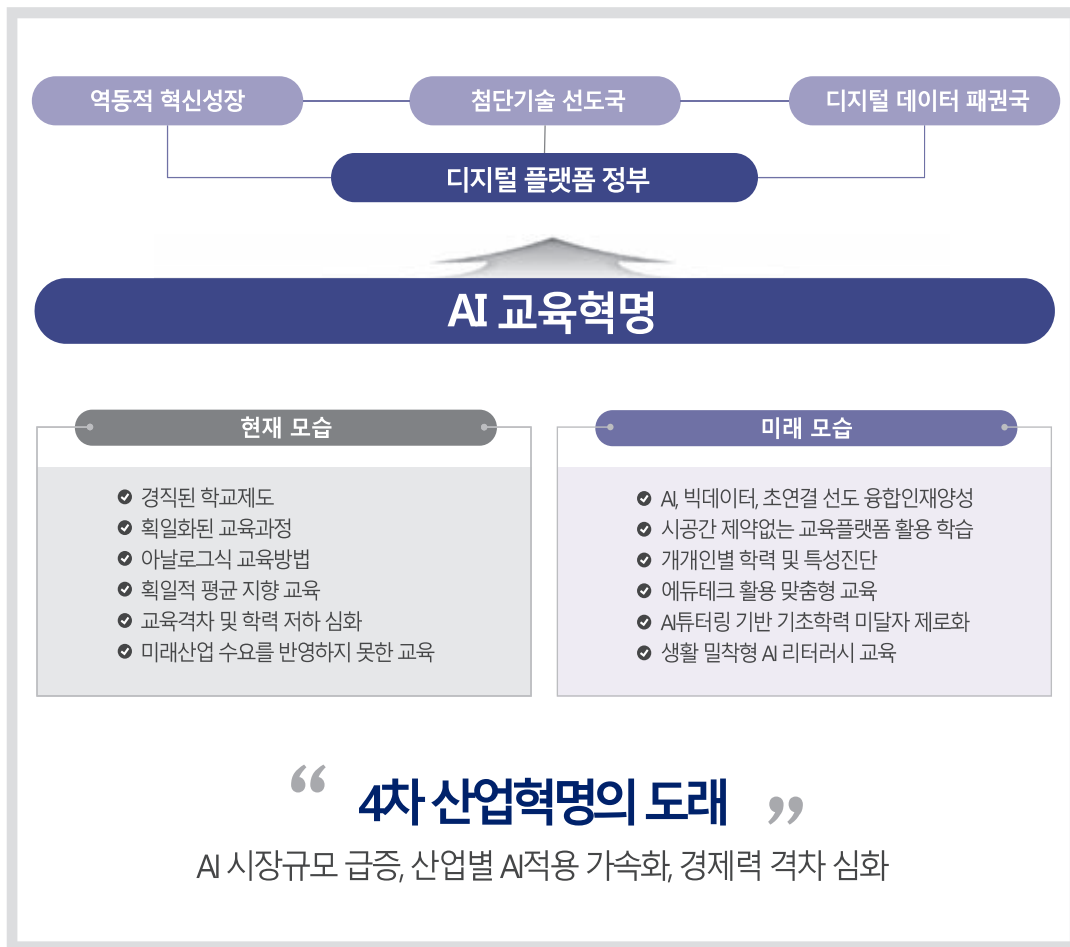 역동적 혁신성장
첨단기술 선도국
디지털 데이터 패권국
디지털 플랫폼 정부
AI 교육혁명
현재 모습
경직된 학교제도
획일화된 교육과정
아날로그식 교육방법
획일적 평균 지향 교육
교육격차 및 학력 저하 심화
미래산업 수요를 반영하지 못한 교육
미래 모습
AI, 빅데이터, 초연결 선도 융합인재양성
시공간 제약없는 교육플랫폼 활용 학습
개개인별 학력 및 특성진단
에듀테크 활용 맞춤형 교육
AI튜터링 기반 기초학력 미달자 제로화
생활 밀착형 AI 리터러시 교육
“ 4차 산업혁명의 도래 ”
AI 시장규모 급증, 산업별 AI적용 가속화, 경제력 격차 심화